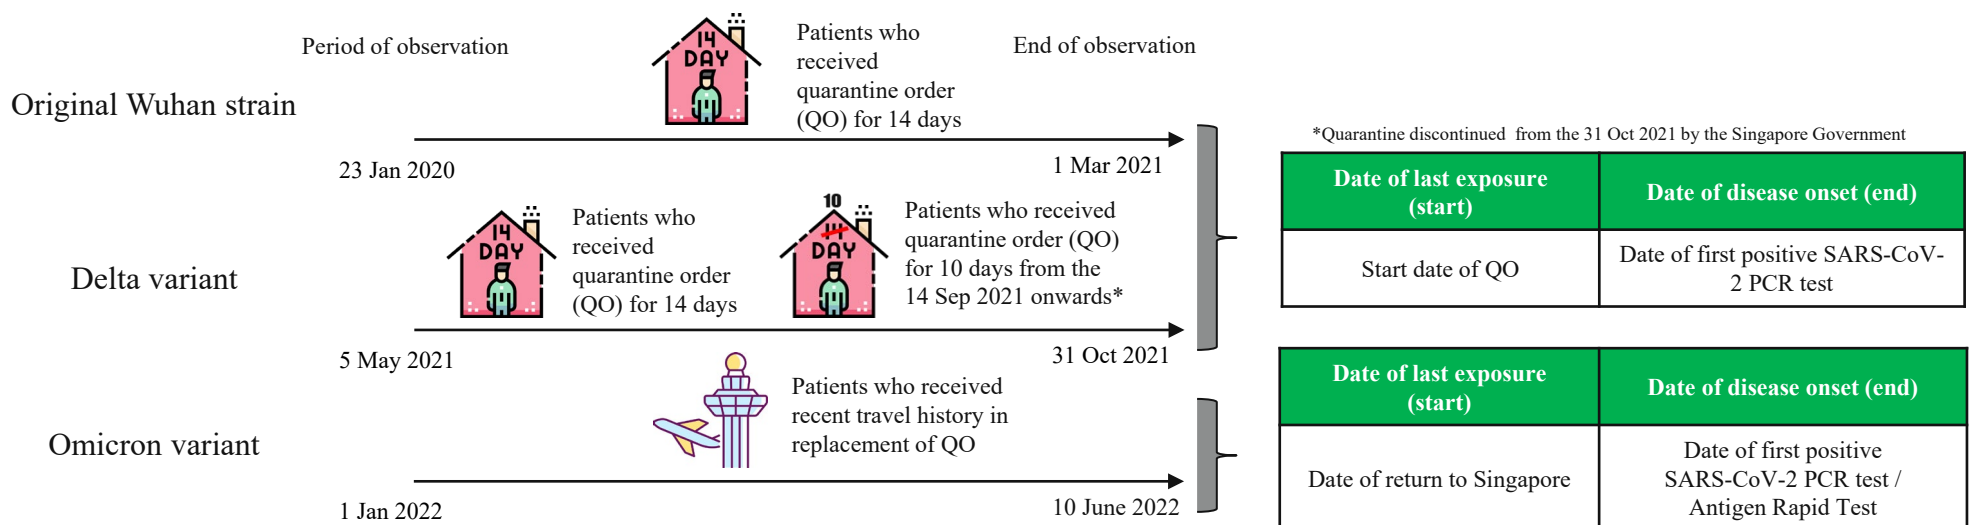 Period of observation
End of observation
Original Wuhan strain
14
DAY
Patients who
received
quarantine order
(QO) for 14 days
23 Jan 2020
1 Mar 2021
Delta variant
14
DAY
Patients who
received
quarantine order
(QO) for 14 days
10
14
DAY
Patients who received
quarantine order (QO)
for 10 days from the
14 Sep 2021 onwards*
5 May 2021
31 Oct 2021
Omicron variant
Patients who received
recent travel history in
replacement of QO
1 Jan 2022
10 June 2022
*Quarantine discontinued from the 31 Oct 2021 by the Singapore Government
Date of last exposure
(start)
Date of disease onset (end)
Start date of QO
Date of first positive SARS-CoV-
2 PCR test
Date of last exposure
(start)
Date of disease onset (end)
Date of return to Singapore
Date of first positive
SARS-CoV-2 PCR test /
Antigen Rapid Test